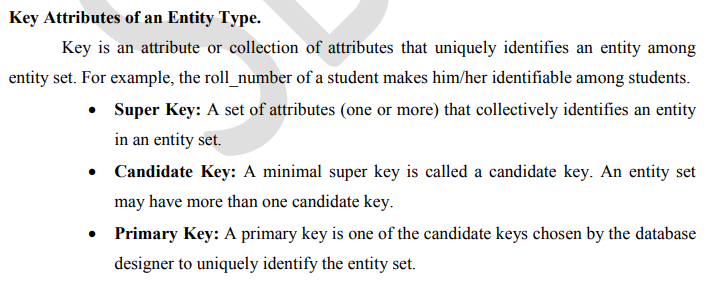 Key Attributes of an Entity Type.
Key is an attribute or collection of attributes that uniquely identifies an entity among
entity set. For example, the roll_number of a student makes him/her identifiable among students.
• Super Key: A set of attributes (one or more) that collectively identifies an entity
in an entity set.
• Candidate Key: A minimal super key is called a candidate key. An entity set
may have more than one candidate key.
• Primary Key: A primary key is one of the candidate keys chosen by the database
designer to uniquely identify the entity set.